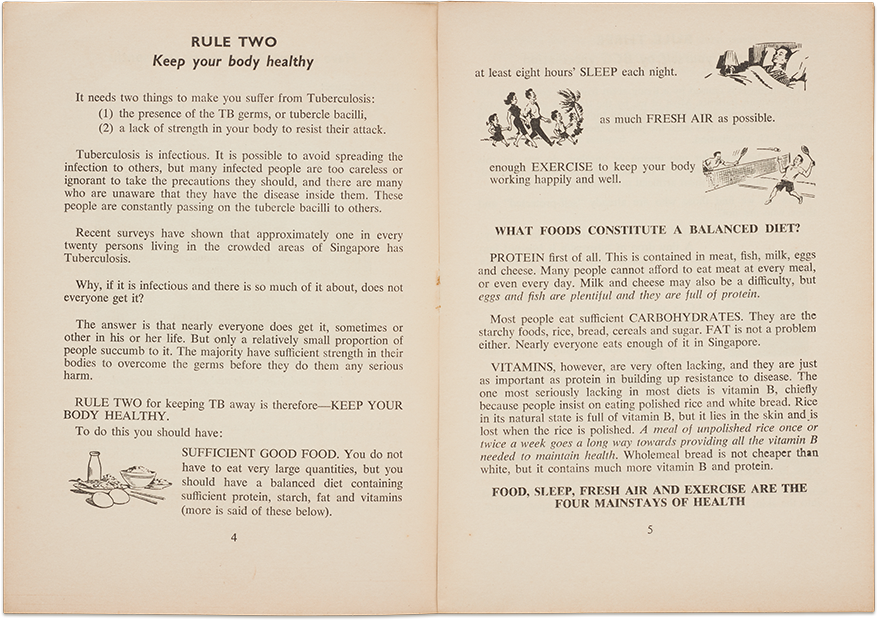 RULE TWO
Keep your body healthy
It needs two things to make you suffer from Tuberculosis:
(1) the presence of the TB germs, or tubercle bacilli,
(2) a lack of strength in your body to resist their attack.
Tuberculosis is infectious. It is possible to avoid spreading the
infection to others, but many infected people are too careless or
ignorant to take the precautions they should, and there are many
who are unaware that they have the disease inside them. These
people are constantly passing on the tubercle bacilli to others.
Recent surveys have shown that approximately one in every
twenty persons living in the crowded areas of Singapore has
Tuberculosis.
Why, if it is infectious and there is so much of it about, does not
everyone get it?
The answer is that nearly everyone does get it, sometimes or
other in his or her life. But only a relatively small proportion of
people succumb to it. The majority have sufficient strength in their
bodies to overcome the germs before they do them any serious
harm.
RULE TWO for keeping TB away is therefore—KEEP YOUR
BODY HEALTHY.
To do this you should have:
SUFFICIENT GOOD FOOD. You do not
have to eat very large quantities, but you
should have a balanced diet containing
sufficient protein, starch, fat and vitamins
(more is said of these below).
4
at least eight hours' SLEEP each night.
as much FRESH AIR as possible.
enough EXERCISE to keep your body
working happily and well.
WHAT FOODS CONSTITUTE A BALANCED DIET?
PROTEIN first of all. This is contained in meat, fish, milk, eggs
and cheese. Many people cannot afford to eat meat at every meal,
or even every day. Milk and cheese may also be a difficulty, but
eggs and fish are plentiful and they are full of protein.
Most people eat sufficient CARBOHYDRATES. They are the
starchy foods, rice, bread, cereals and sugar. FAT is not a problem
either. Nearly everyone eats enough of it in Singapore.
VITAMINS, however, are very often lacking, and they are just
as important as protein in building up resistance to disease. The
one most seriously lacking in most diets is vitamin B, chiefly
because people insist on eating polished rice and white bread. Rice
in its natural state is full of vitamin B, but it lies in the skin and is
lost when the rice is polished. A meal of unpolished rice once or
twice a week goes a long way towards providing all the vitamin B
needed to maintain health. Wholemeal bread is not cheaper than
white, but it contains much more vitamin B and protein.
FOOD, SLEEP, FRESH AIR AND EXERCISE ARE THE
FOUR MAINSTAYS OF HEALTH
5